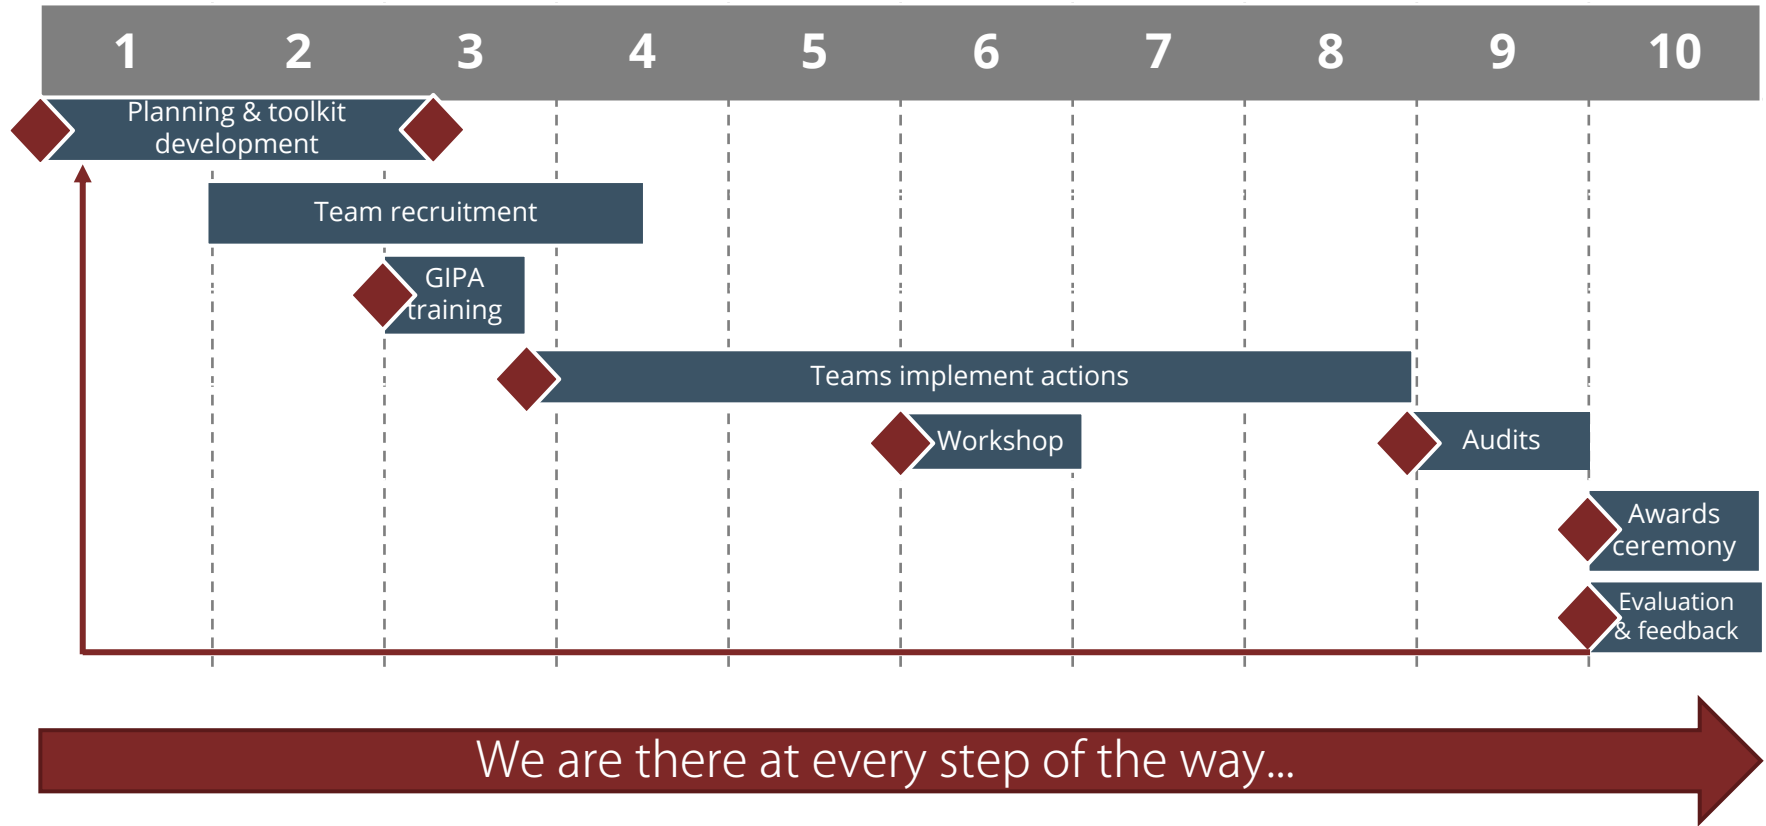 1 2 3 4 5 6 7 8 9 10
Planning & toolkit
development
Team recruitment
GIPA
training
Teams implement actions
Workshop
Audits
Awards
ceremony
Evaluation
& feedback
We are there at every step of the way...